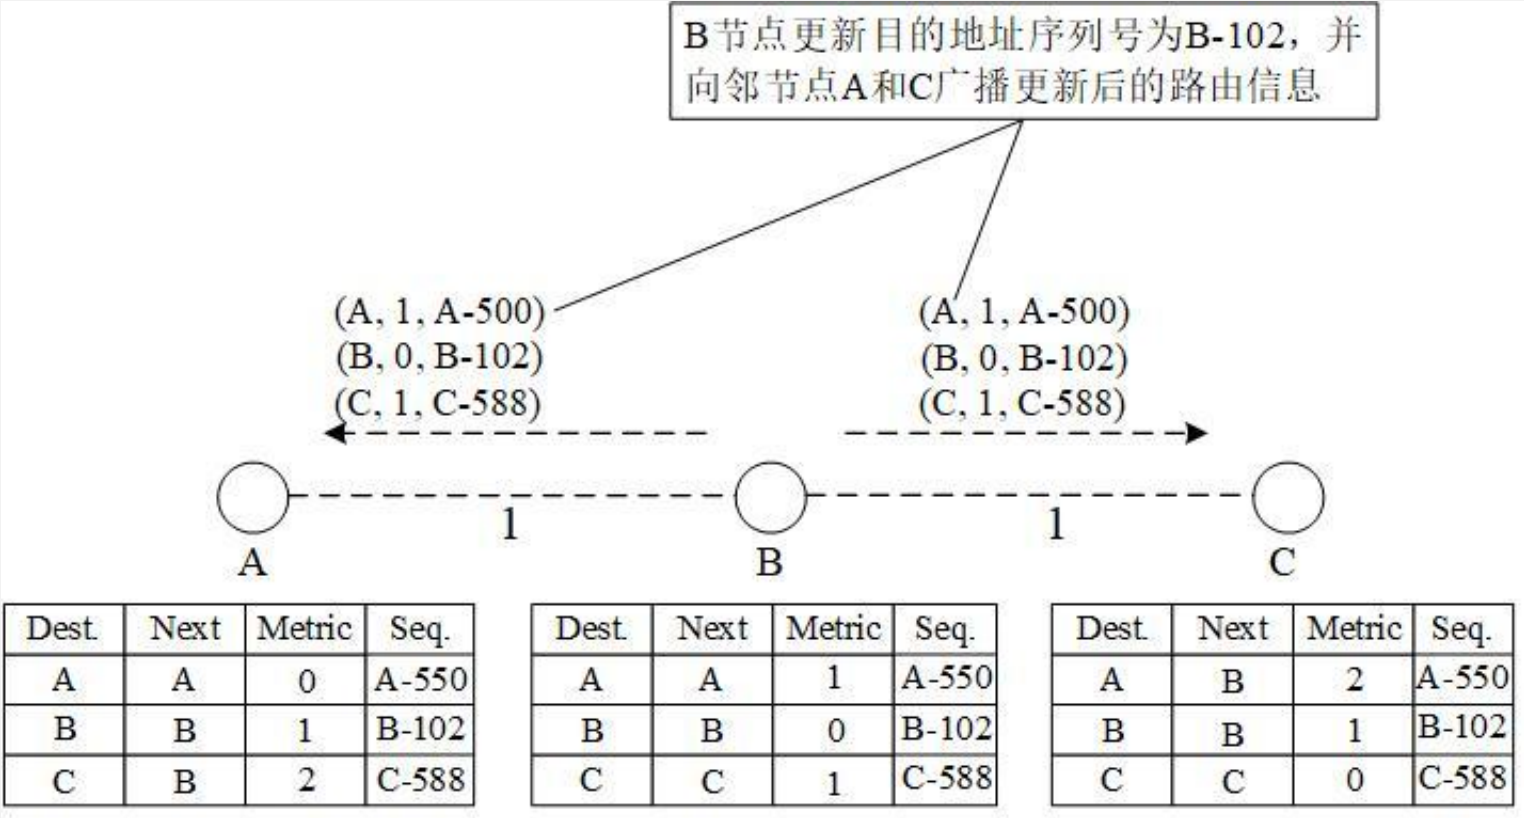 B节点更新目的地址序列号为B-102，并
向邻节点A和C广播更新后的路由信息
(A, 1, A-500)
(B, 0, B-102)
(C, 1, C-588)
(A, 1, A-500)
(B, 0, B-102)
(C, 1, C-588)
1
1
A
B
C
Dest. Next Metric Seq.
A A 0 A-550
B B 1 B-102
C B 2 C-588
Dest. Next Metric Seq.
A A 1 A-550
B B 0 B-102
C C 1 C-588
Dest. Next Metric Seq.
A B 2 A-550
B B 1 B-102
C C 0 C-588